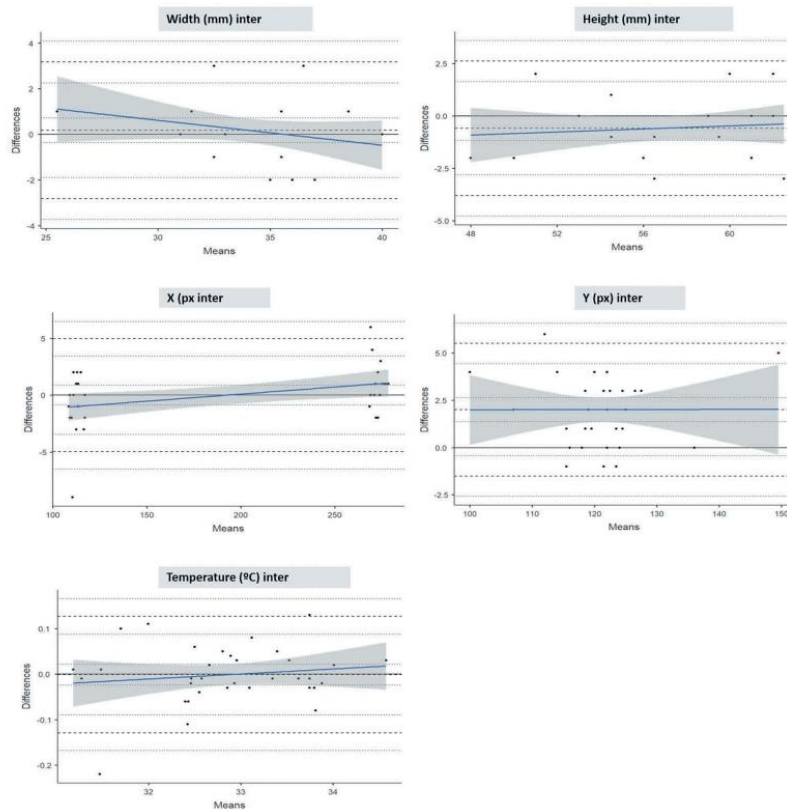 Width (mm) inter
4
2
0
-2
-4
Differences
25
30
35
40
Means
Height (mm) inter
2.5
0.0
-2.5
-5.0
Differences
48
52
56
60
Means
X (px inter
5
0
-5
Differences
100
150
200
250
Means
Y (px) inter
5.0
2.5
0.0
-2.5
Differences
100
110
120
130
140
150
Means
Temperature (ºC) inter
0.1
0.0
-0.1
-0.2
Differences
32
33
34
Means